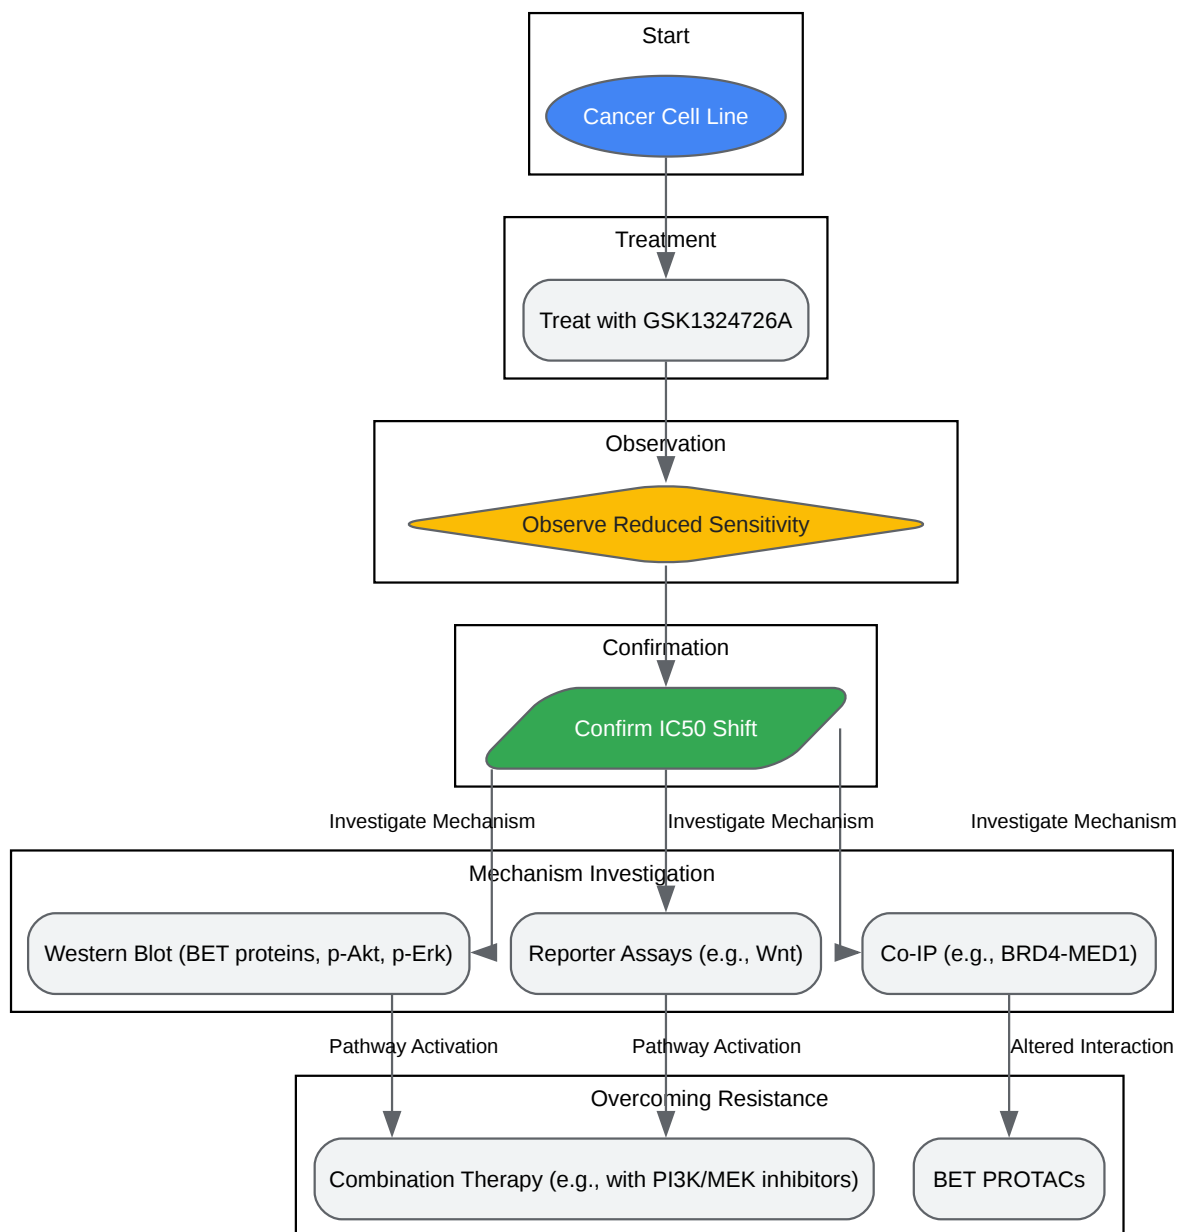 Start
Cancer Cell Line
Treatment
Treat with GSK1324726A
Observation
Observe Reduced Sensitivity
Confirmation
Confirm IC50 Shift
Investigate Mechanism
Investigate Mechanism
Investigate Mechanism
Mechanism Investigation
Western Blot (BET proteins, p-Akt, p-Erk)
Reporter Assays (e.g., Wnt)
Co-IP (e.g., BRD4-MED1)
Pathway Activation
Pathway Activation
Altered Interaction
Overcoming Resistance
Combination Therapy (e.g., with PI3K/MEK inhibitors)
BET PROTACs